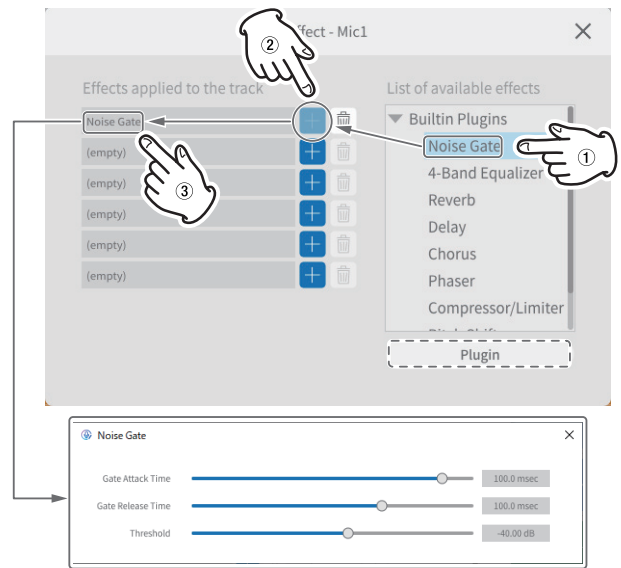 ②
ffect - Mic1
Effects applied to the track
List of available effects
Noise Gate
(empty)
(empty)
(empty)
(empty)
(empty)
③
Builtin Plugins
Noise Gate
①
4-Band Equalizer
Reverb
Delay
Chorus
Phaser
Compressor/Limiter
Plugin
Noise Gate
Gate Attack Time
100.0 msec
Gate Release Time
100.0 msec
Threshold
-40.00 dB